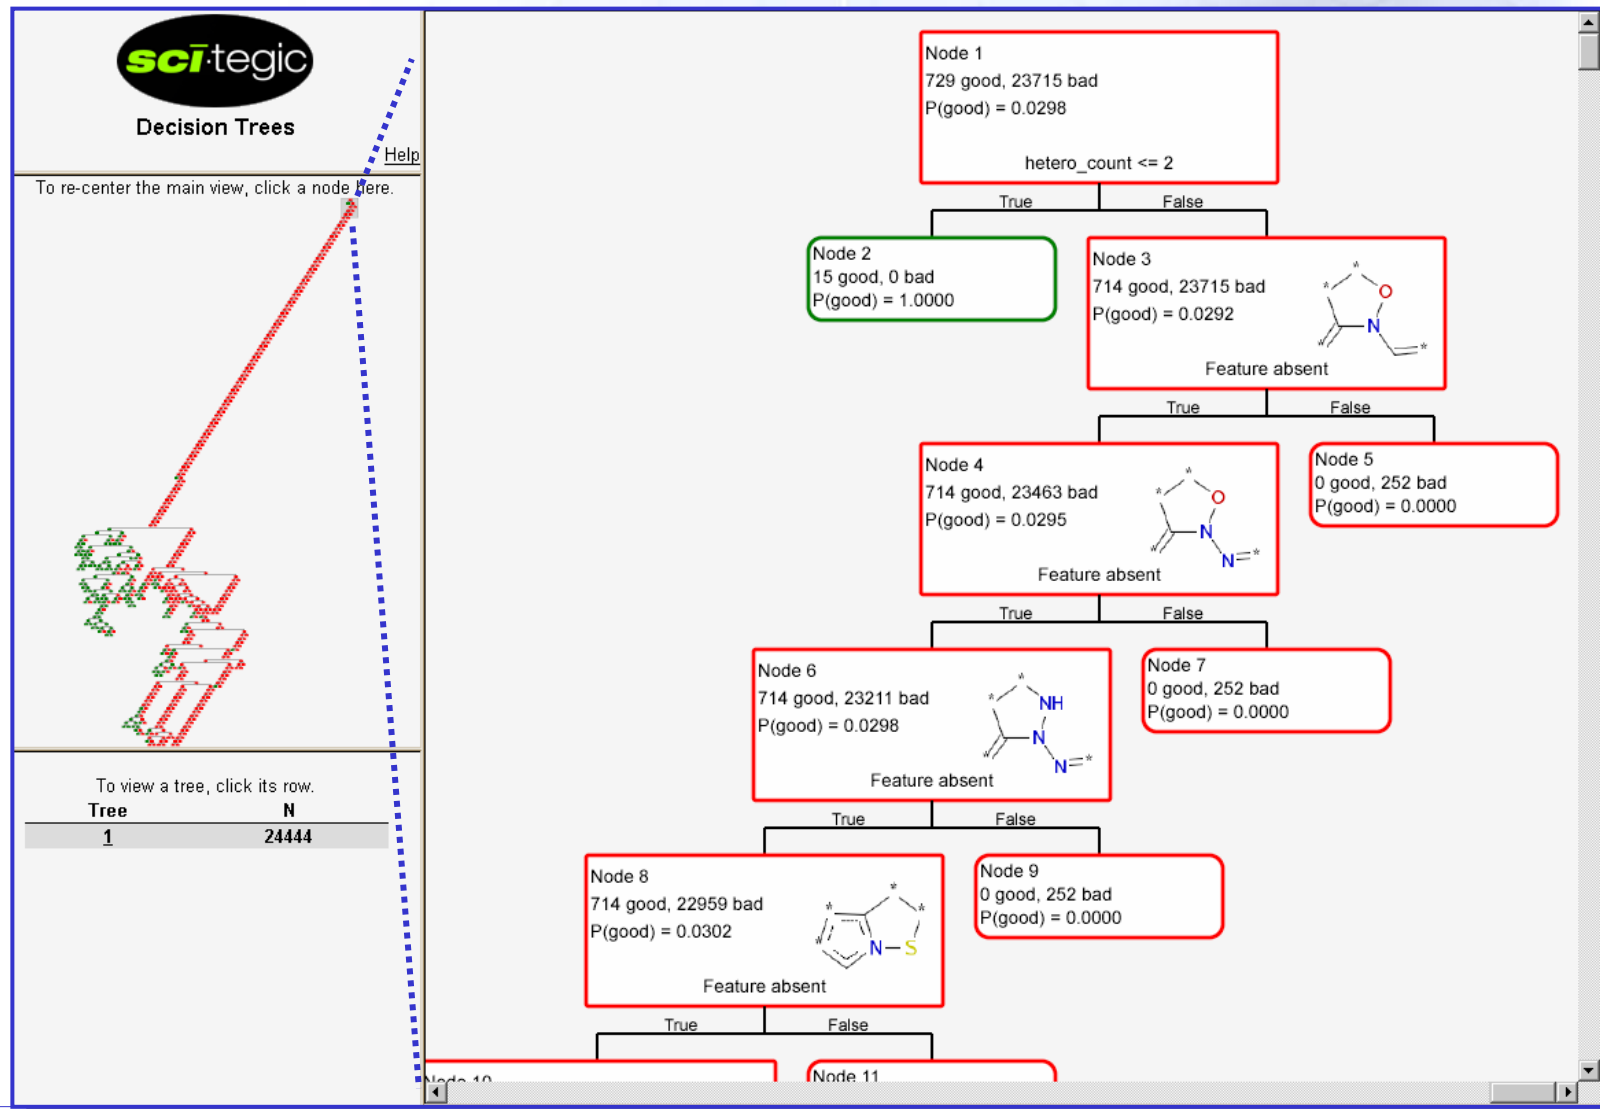 scī·tegic
Decision Trees
Help
To re-center the main view, click a node here.
To view a tree, click its row.
Tree N
1 24444
Node 1
729 good, 23715 bad
P(good) = 0.0298
hetero_count <= 2
True False
Node 2
15 good, 0 bad
P(good) = 1.0000
Node 3
714 good, 23715 bad
P(good) = 0.0292
* * O N * *
Feature absent
True False
Node 4
714 good, 23463 bad
P(good) = 0.0295
* * O N * N *
Feature absent
Node 5
0 good, 252 bad
P(good) = 0.0000
True False
Node 6
714 good, 23211 bad
P(good) = 0.0298
* * NH N * N *
Feature absent
Node 7
0 good, 252 bad
P(good) = 0.0000
True False
Node 8
714 good, 22959 bad
P(good) = 0.0302
* * * * N S
Feature absent
Node 9
0 good, 252 bad
P(good) = 0.0000
True False
Node 10
Node 11